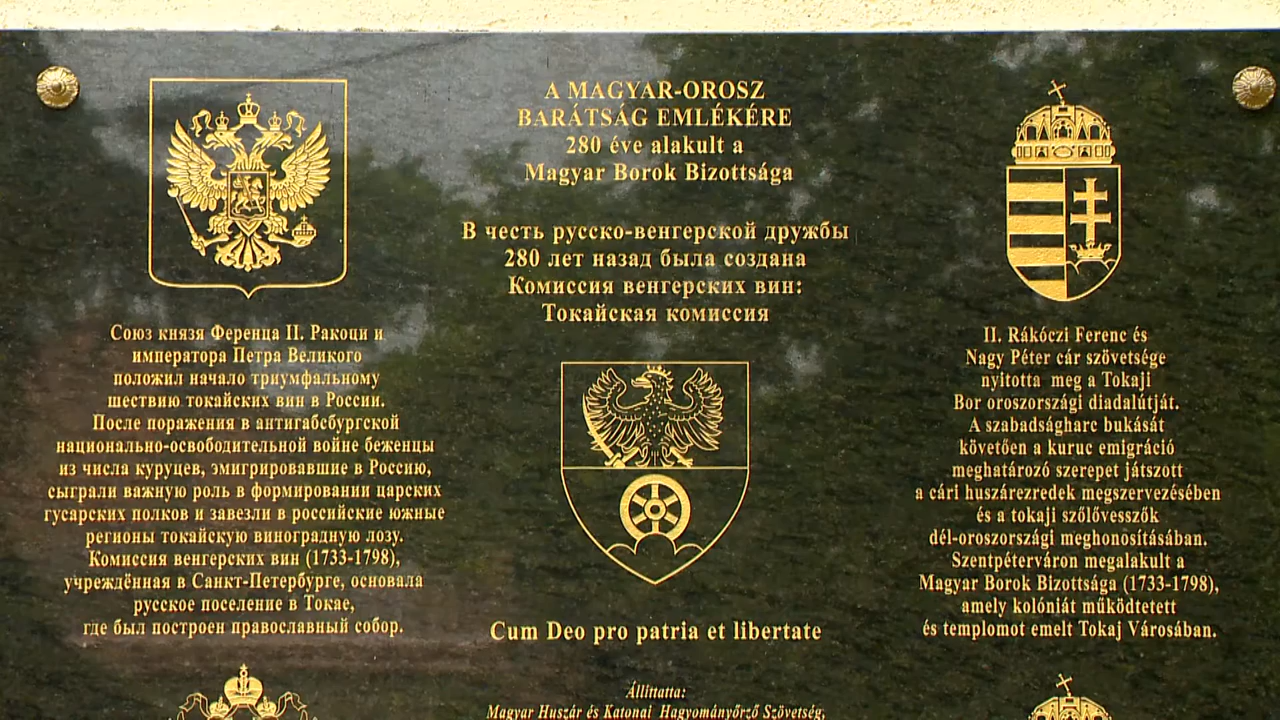 A MAGYAR-OROSZ
BARÁTSÁG EMLÉKÉRE
280 éve alakult a
Magyar Borok Bizottsága
В честь русско-венгерской дружбы
280 лет назад была создана
Комиссия венгерских вин:
Токайская комиссия
Союз князя Ференца II. Ракоци и
императора Петра Великого
положил начало триумфальному
шествию токайских вин в России.
После поражения в антигабсбургской
национально-освободительной войне беженцы
из числа куруцев, эмигрировавшие в Россию,
сыграли важную роль в формировании царских
гусарских полков и завезли в российские южные
регионы токайскую виноградную лозу.
Комиссия венгерских вин (1733-1798),
учреждённая в Санкт-Петербурге, основала
русское поселение в Токае,
где был построен православный собор.
II. Rákóczi Ferenc és
Nagy Péter cár szövetsége
nyitotta meg a Tokaji
Bor oroszországi diadalútját.
A szabadságharc bukását
követően a kuruc emigráció
meghatározó szerepet játszott
a cári huszárezredek megszervezésében
és a tokaji szőlővesszők
dél-oroszországi meghonosításában.
Szentpéterváron megalakult a
Magyar Borok Bizottsága (1733-1798),
amely kolóniát működtetett
és templomot emelt Tokaj Városában.
Cum Deo pro patria et libertate
Állíttatta:
Magyar Huszár és Katonai Hagyományőrző Szövetség,